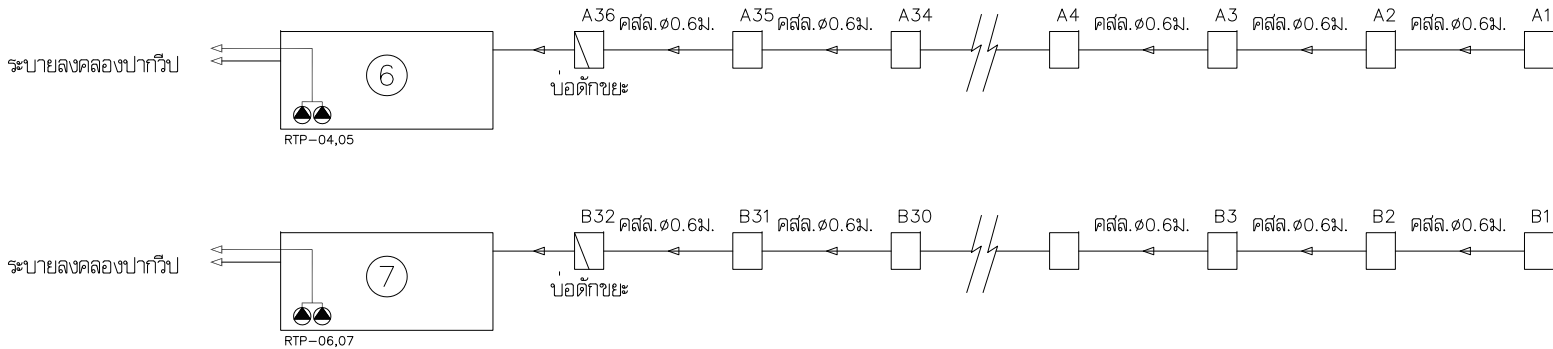 A36 คสล.ø0.6ม. A35 คสล.ø0.6ม. A34 A4 คสล.ø0.6ม. A3 คสล.ø0.6ม. A2 คสล.ø0.6ม. A1
ระบายลงคลองปากวีป
6
บ่อดักขยะ
RTP-04,05
B32 คสล.ø0.6ม. B31 คสล.ø0.6ม. B30 คสล.ø0.6ม. B3 คสล.ø0.6ม. B2 คสล.ø0.6ม. B1
ระบายลงคลองปากวีป
7
บ่อดักขยะ
RTP-06,07